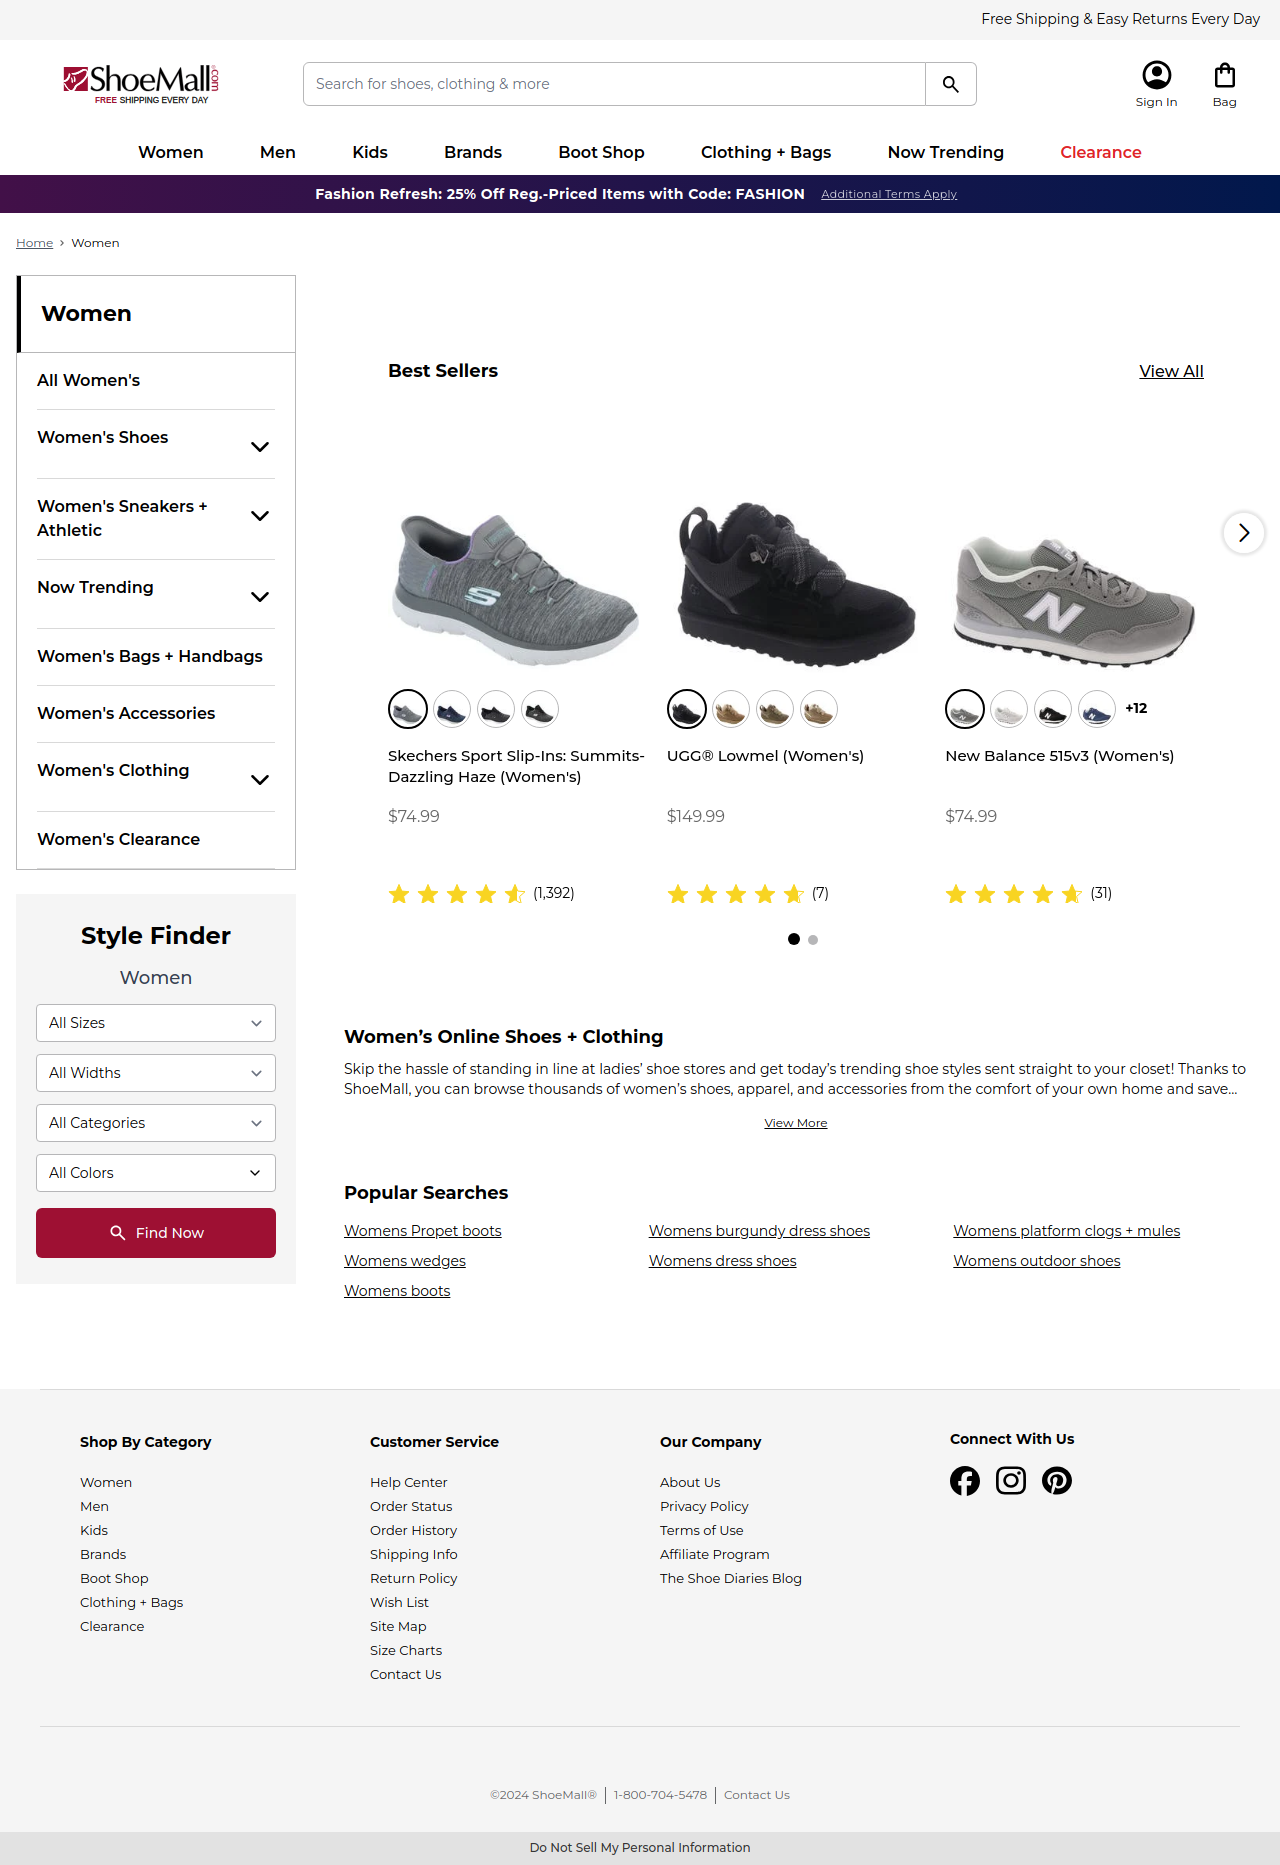 Free Shipping & Easy Returns Every Day
ShoeMall.com
FREE SHIPPING EVERY DAY
Search for shoes, clothing & more
Sign In
Bag
Women Men Kids Brands Boot Shop Clothing + Bags Now Trending Clearance
Fashion Refresh: 25% Off Reg.-Priced Items with Code: FASHION Additional Terms Apply
Home › Women
Women
All Women's
Women's Shoes
Women's Sneakers +
Athletic
Now Trending
Women's Bags + Handbags
Women's Accessories
Women's Clothing
Women's Clearance
Style Finder
Women
All Sizes
All Widths
All Categories
All Colors
Find Now
Best Sellers
View All
+12
Skechers Sport Slip-Ins: Summits-
Dazzling Haze (Women's)
$74.99
(1,392)
UGG® Lowmel (Women's)
$149.99
(7)
New Balance 515v3 (Women's)
$74.99
(31)
Women’s Online Shoes + Clothing
Skip the hassle of standing in line at ladies’ shoe stores and get today’s trending shoe styles sent straight to your closet! Thanks to
ShoeMall, you can browse thousands of women’s shoes, apparel, and accessories from the comfort of your own home and save...
View More
Popular Searches
Womens Propet boots
Womens burgundy dress shoes
Womens platform clogs + mules
Womens wedges
Womens dress shoes
Womens outdoor shoes
Womens boots
Shop By Category
Women
Men
Kids
Brands
Boot Shop
Clothing + Bags
Clearance
Customer Service
Help Center
Order Status
Order History
Shipping Info
Return Policy
Wish List
Site Map
Size Charts
Contact Us
Our Company
About Us
Privacy Policy
Terms of Use
Affiliate Program
The Shoe Diaries Blog
Connect With Us
©2024 ShoeMall® | 1-800-704-5478 | Contact Us
Do Not Sell My Personal Information